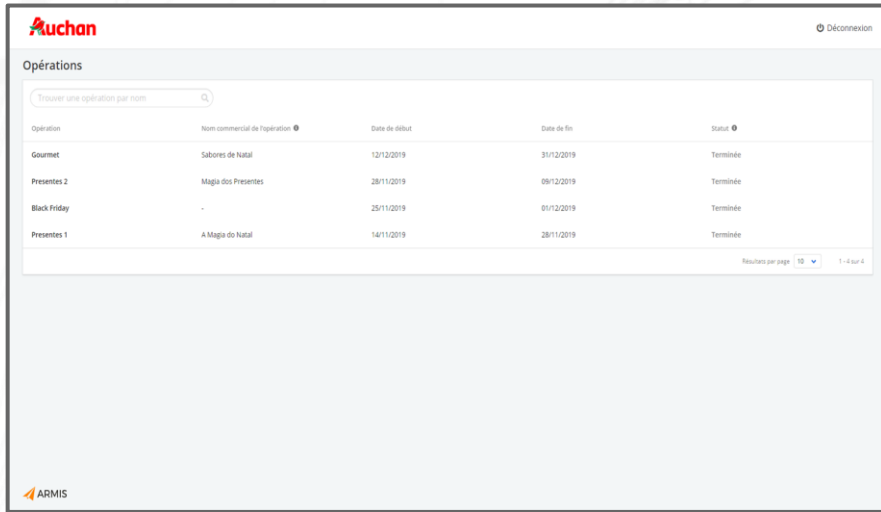 Auchan
Déconnexion
Opérations
Trouver une opération par nom
Opération Nom commercial de l'opération Date de début Date de fin Statut
Gourmet Sabores de Natal 12/12/2019 31/12/2019 Terminée
Presentes 2 Magia dos Presentes 28/11/2019 09/12/2019 Terminée
Black Friday - 25/11/2019 01/12/2019 Terminée
Presentes 1 A Magia do Natal 14/11/2019 28/11/2019 Terminée
Résultats par page 10 1 - 4 sur 4
ARMIS